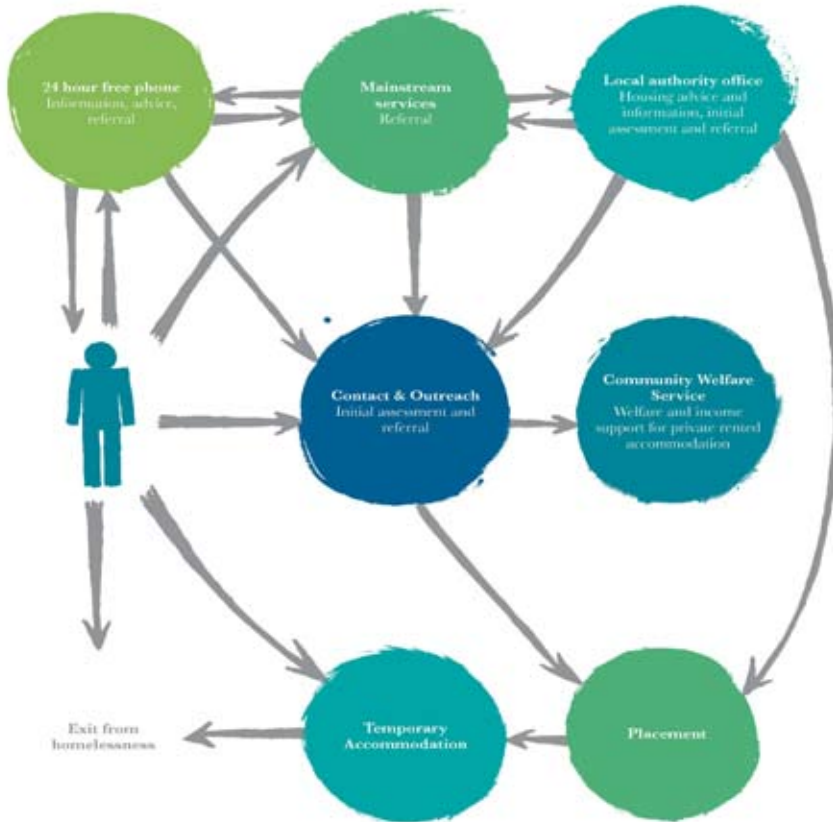 24 hour free phone
Information, advice,
referral
Mainstream
services
Referral
Local authority office
Housing advice and
information, initial
assessment and referral
Contact & Outreach
Initial assessment and
referral
Community Welfare
Service
Welfare and income
support for private rented
accommodation
Exit from
homelessness
Temporary
Accommodation
Placement